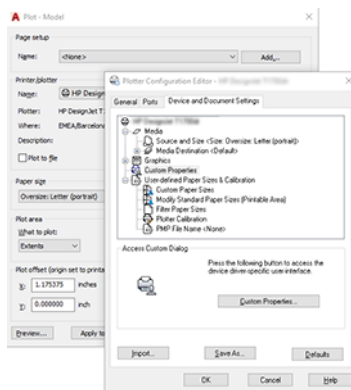 Plot - Model
Page setup
Name: <None> Add...
Printer/plotter
Name: HP Design
Plotter: HP DesignJet T1
Where: EMEA/Barcelon
Description:
Plot to file
Paper size
Oversize: Letter (portrait)
Plot area
What to plot:
Extents
Plot offset (origin set to printa
X: 1.175375 inches
Y: 0.000000 inch
Preview... Apply to
Plotter Configuration Editor -
General Ports Device and Document Settings
Media
Source and Size <Size: Oversize: Letter (portrait)>
Media Destination <Default>
Graphics
Custom Properties
User-defined Paper Sizes & Calibration
Custom Paper Sizes
Modify Standard Paper Sizes (Printable Area)
Filter Paper Sizes
Plotter Calibration
PMP File Name <None>
Access Custom Dialog
Press the following button to access the
device driver-specific user-interface.
Custom Properties...
Import... Save As... Defaults
OK Cancel Help